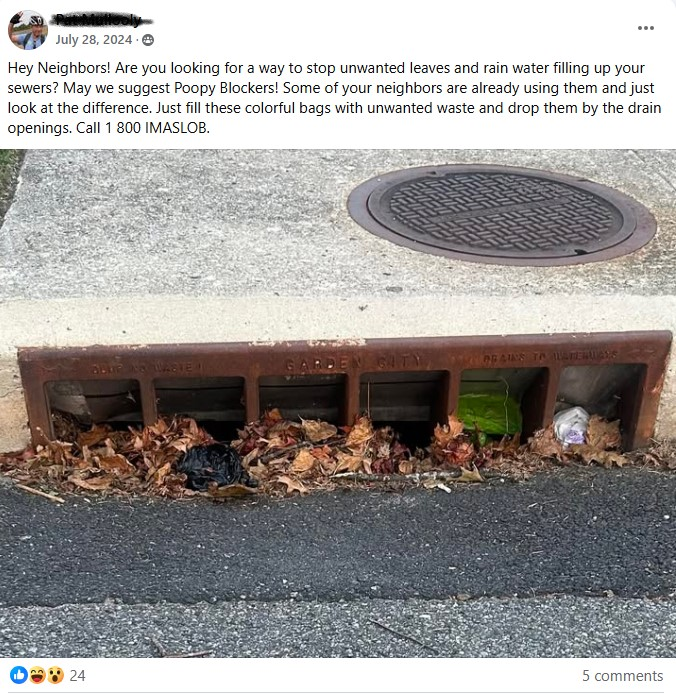 July 28, 2024
Hey Neighbors! Are you looking for a way to stop unwanted leaves and rain water filling up your
sewers? May we suggest Poopy Blockers! Some of your neighbors are already using them and just
look at the difference. Just fill these colorful bags with unwanted waste and drop them by the drain
openings. Call 1 800 IMASLOB.
DUMP NO WASTE! GARDEN CITY DRAINS TO WATERWAYS
24 5 comments